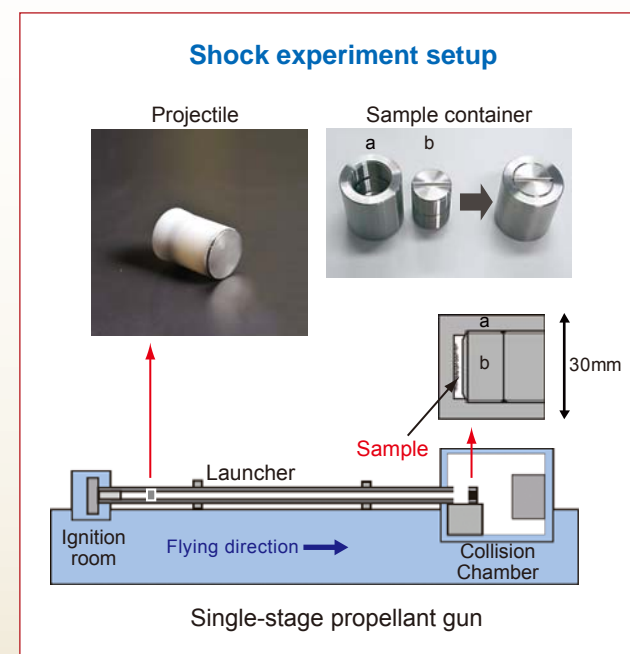 Shock experiment setup
Projectile
Sample container
a
b
a
b
30mm
Sample
Launcher
Ignition
room
Flying direction
Collision
Chamber
Single-stage propellant gun